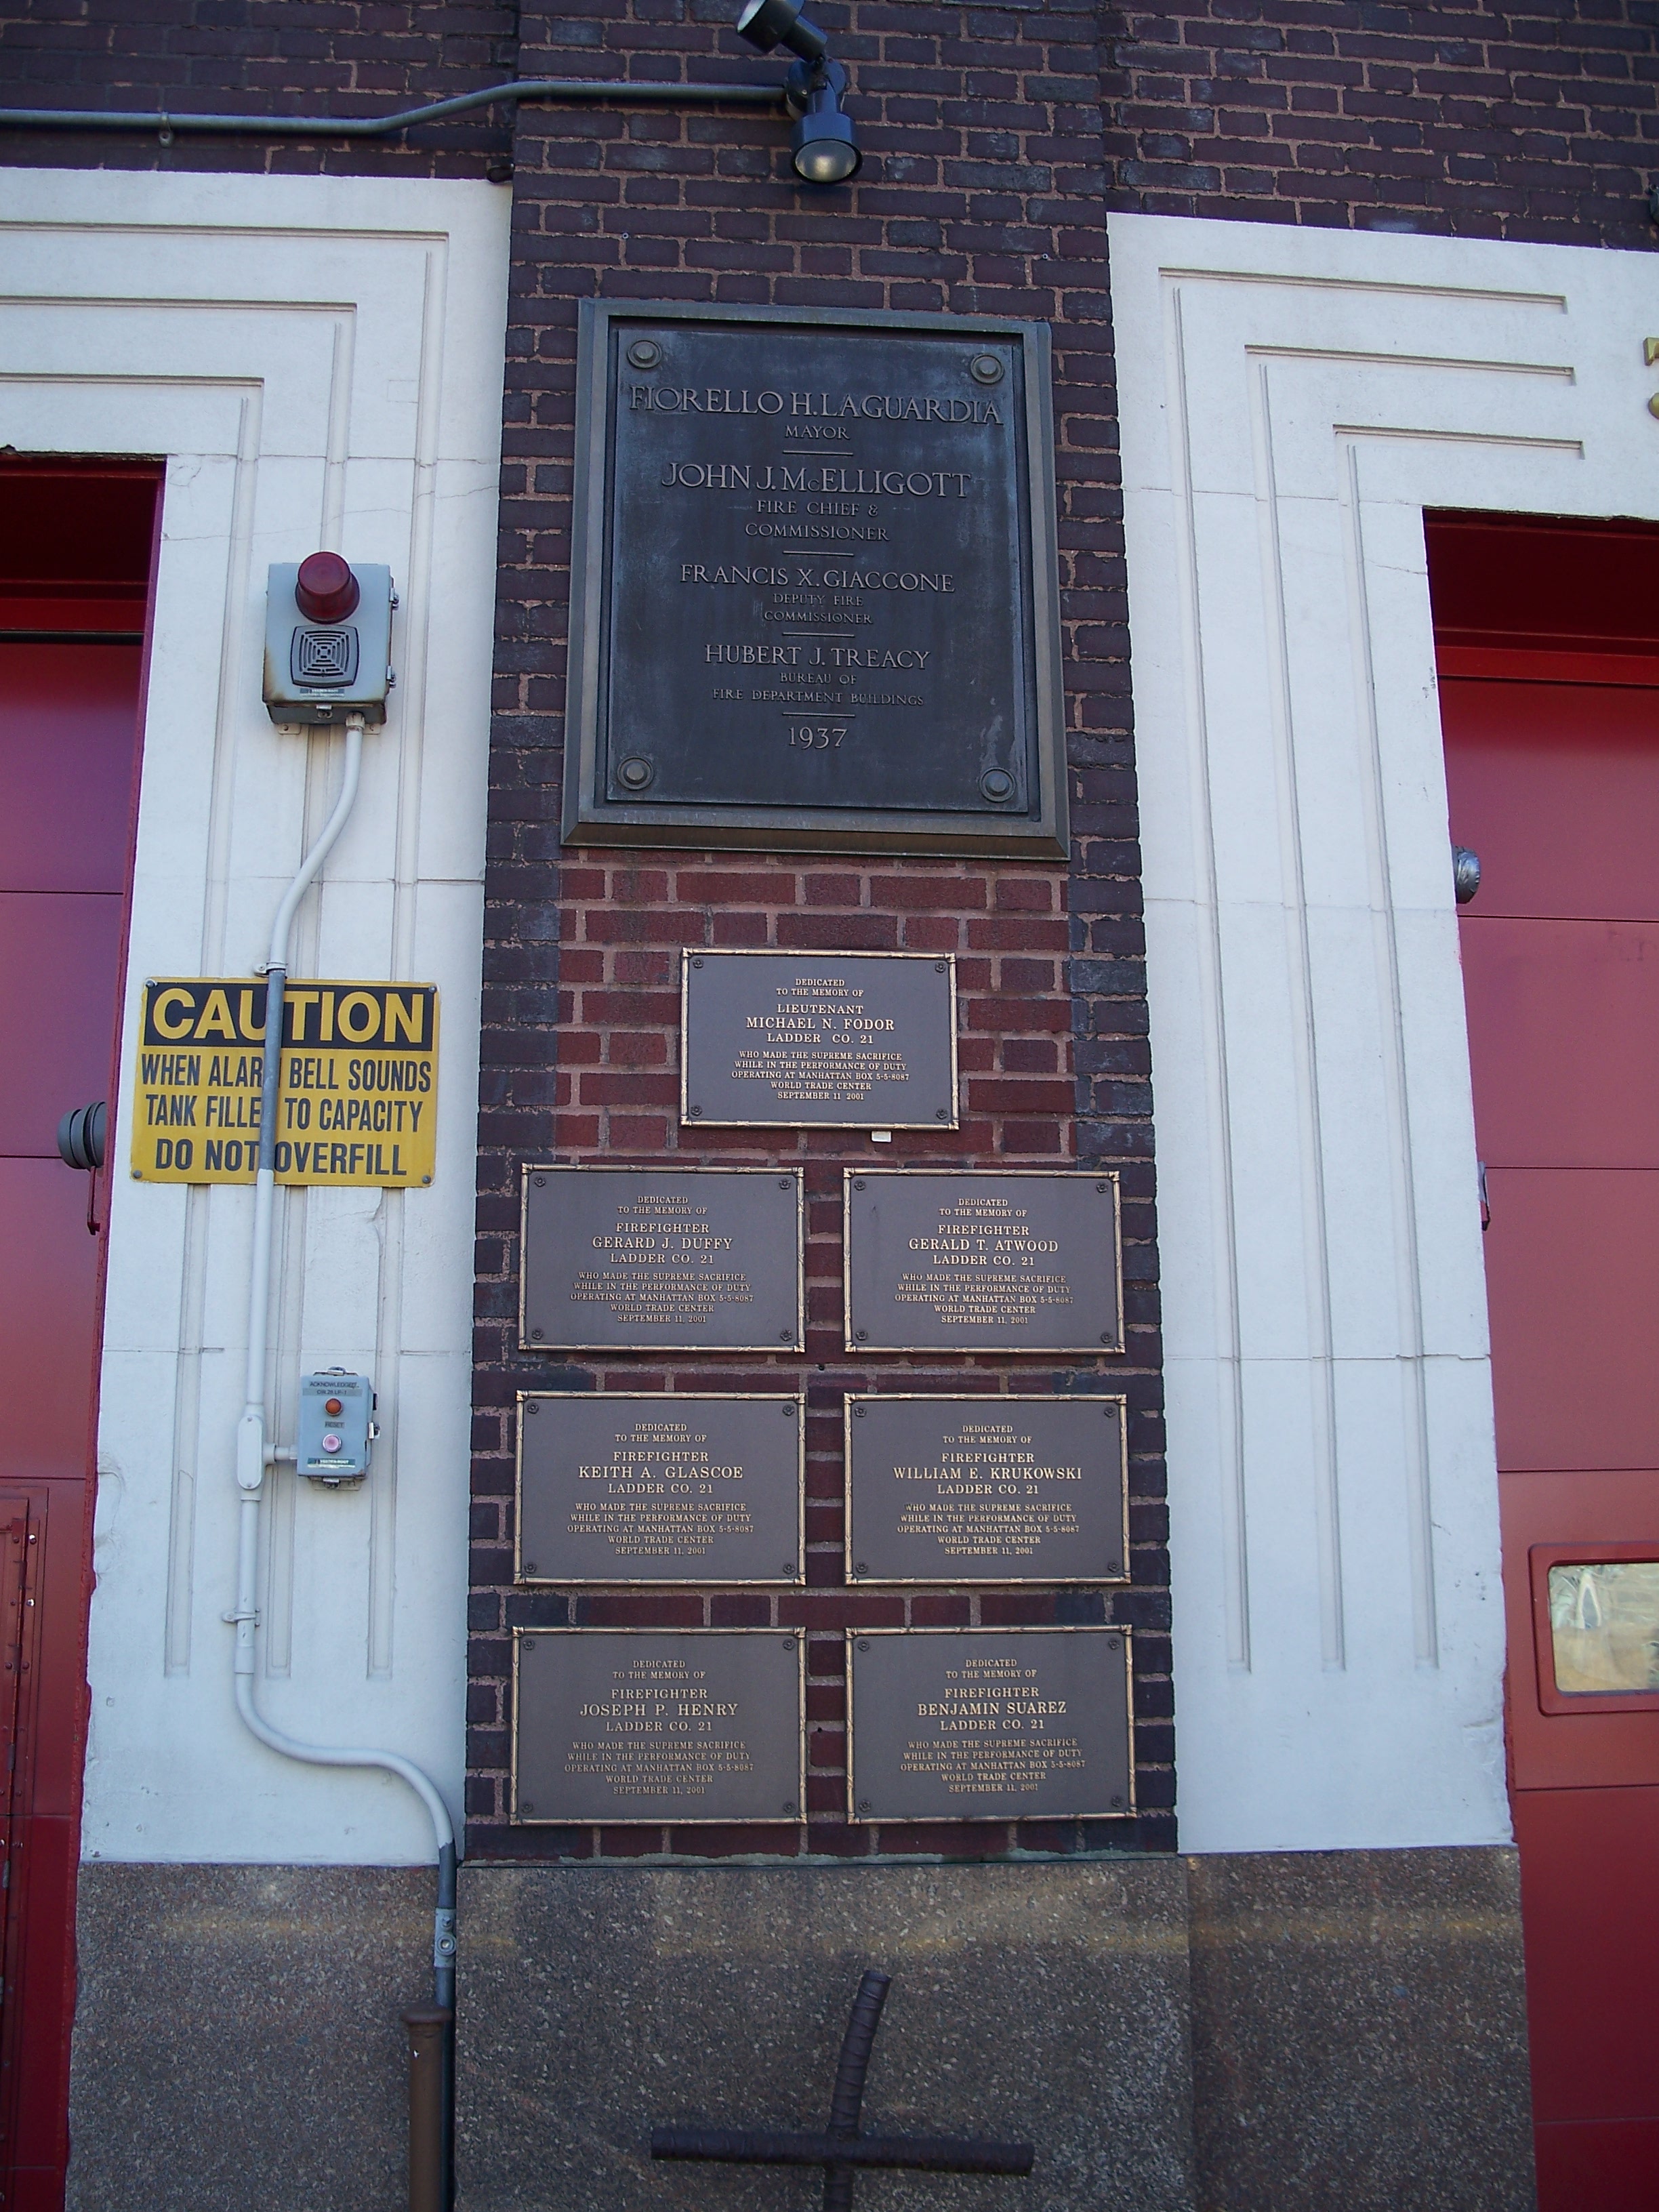 FIORELLO H. LAGUARDIA
MAYOR
JOHN J. McELLIGOTT
FIRE CHIEF &
COMMISSIONER
FRANCIS X. GIACCONE
DEPUTY FIRE
COMMISSIONER
HUBERT J. TREACY
BUREAU OF
FIRE DEPARTMENT BUILDINGS
1937
CAUTION
WHEN ALAR BELL SOUNDS
TANK FILLE TO CAPACITY
DO NOT OVERFILL
DEDICATED
TO THE MEMORY OF
LIEUTENANT
MICHAEL N. FODOR
LADDER CO. 21
WHO MADE THE SUPREME SACRIFICE
WHILE IN THE PERFORMANCE OF DUTY
OPERATING AT MANHATTAN BOX 5-5-8087
WORLD TRADE CENTER
SEPTEMBER 11 2001
DEDICATED
TO THE MEMORY OF
FIREFIGHTER
GERARD J. DUFFY
LADDER CO. 21
WHO MADE THE SUPREME SACRIFICE
WHILE IN THE PERFORMANCE OF DUTY
OPERATING AT MANHATTAN BOX 5-5-8087
WORLD TRADE CENTER
SEPTEMBER 11, 2001
DEDICATED
TO THE MEMORY OF
FIREFIGHTER
GERALD T. ATWOOD
LADDER CO. 21
WHO MADE THE SUPREME SACRIFICE
WHILE IN THE PERFORMANCE OF DUTY
OPERATING AT MANHATTAN BOX 5-5-8087
WORLD TRADE CENTER
SEPTEMBER 11, 2001
ACKNOWLEDGE
RESET
DEDICATED
TO THE MEMORY OF
FIREFIGHTER
KEITH A. GLASCOE
LADDER CO. 21
WHO MADE THE SUPREME SACRIFICE
WHILE IN THE PERFORMANCE OF DUTY
OPERATING AT MANHATTAN BOX 5-5-8087
WORLD TRADE CENTER
SEPTEMBER 11, 2001
DEDICATED
TO THE MEMORY OF
FIREFIGHTER
WILLIAM E. KRUKOWSKI
LADDER CO. 21
WHO MADE THE SUPREME SACRIFICE
WHILE IN THE PERFORMANCE OF DUTY
OPERATING AT MANHATTAN BOX 5-5-8087
WORLD TRADE CENTER
SEPTEMBER 11, 2001
DEDICATED
TO THE MEMORY OF
FIREFIGHTER
JOSEPH P. HENRY
LADDER CO. 21
WHO MADE THE SUPREME SACRIFICE
WHILE IN THE PERFORMANCE OF DUTY
OPERATING AT MANHATTAN BOX 5-5-8087
WORLD TRADE CENTER
SEPTEMBER 11, 2001
DEDICATED
TO THE MEMORY OF
FIREFIGHTER
BENJAMIN SUAREZ
LADDER CO. 21
WHO MADE THE SUPREME SACRIFICE
WHILE IN THE PERFORMANCE OF DUTY
OPERATING AT MANHATTAN BOX 5-5-8087
WORLD TRADE CENTER
SEPTEMBER 11, 2001